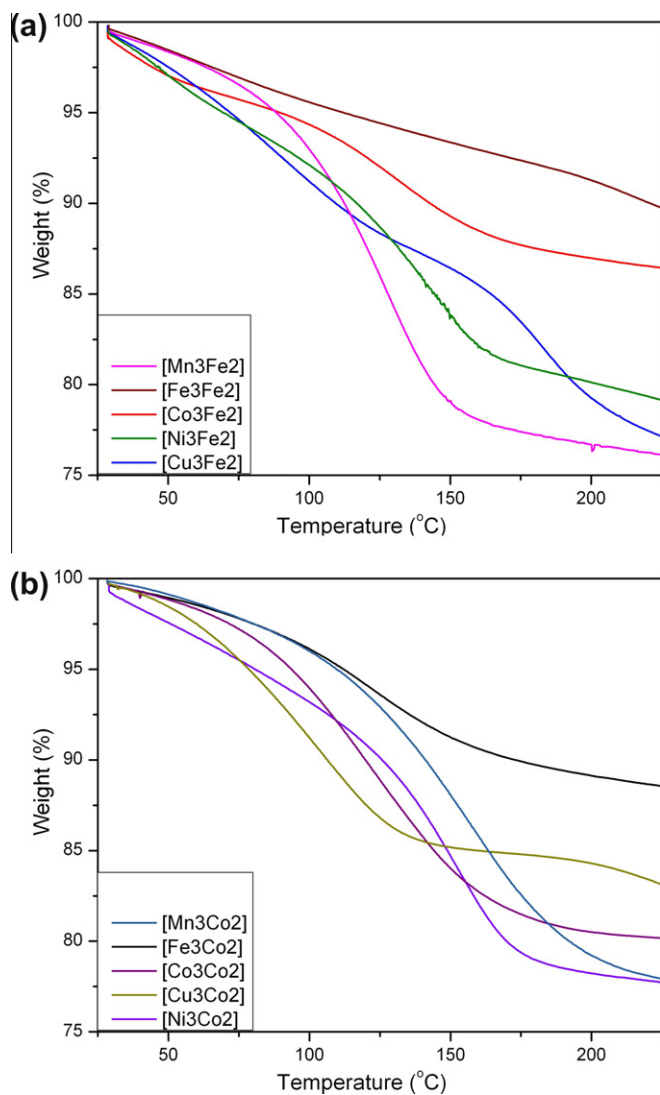 (a)
100
95
90
85
80
75
Weight (%)
[Mn3Fe2]
[Fe3Fe2]
[Co3Fe2]
[Ni3Fe2]
[Cu3Fe2]
50
100
150
200
Temperature (°C)
(b)
100
95
90
85
80
75
Weight (%)
[Mn3Co2]
[Fe3Co2]
[Co3Co2]
[Cu3Co2]
[Ni3Co2]
50
100
150
200
Temperature (°C)